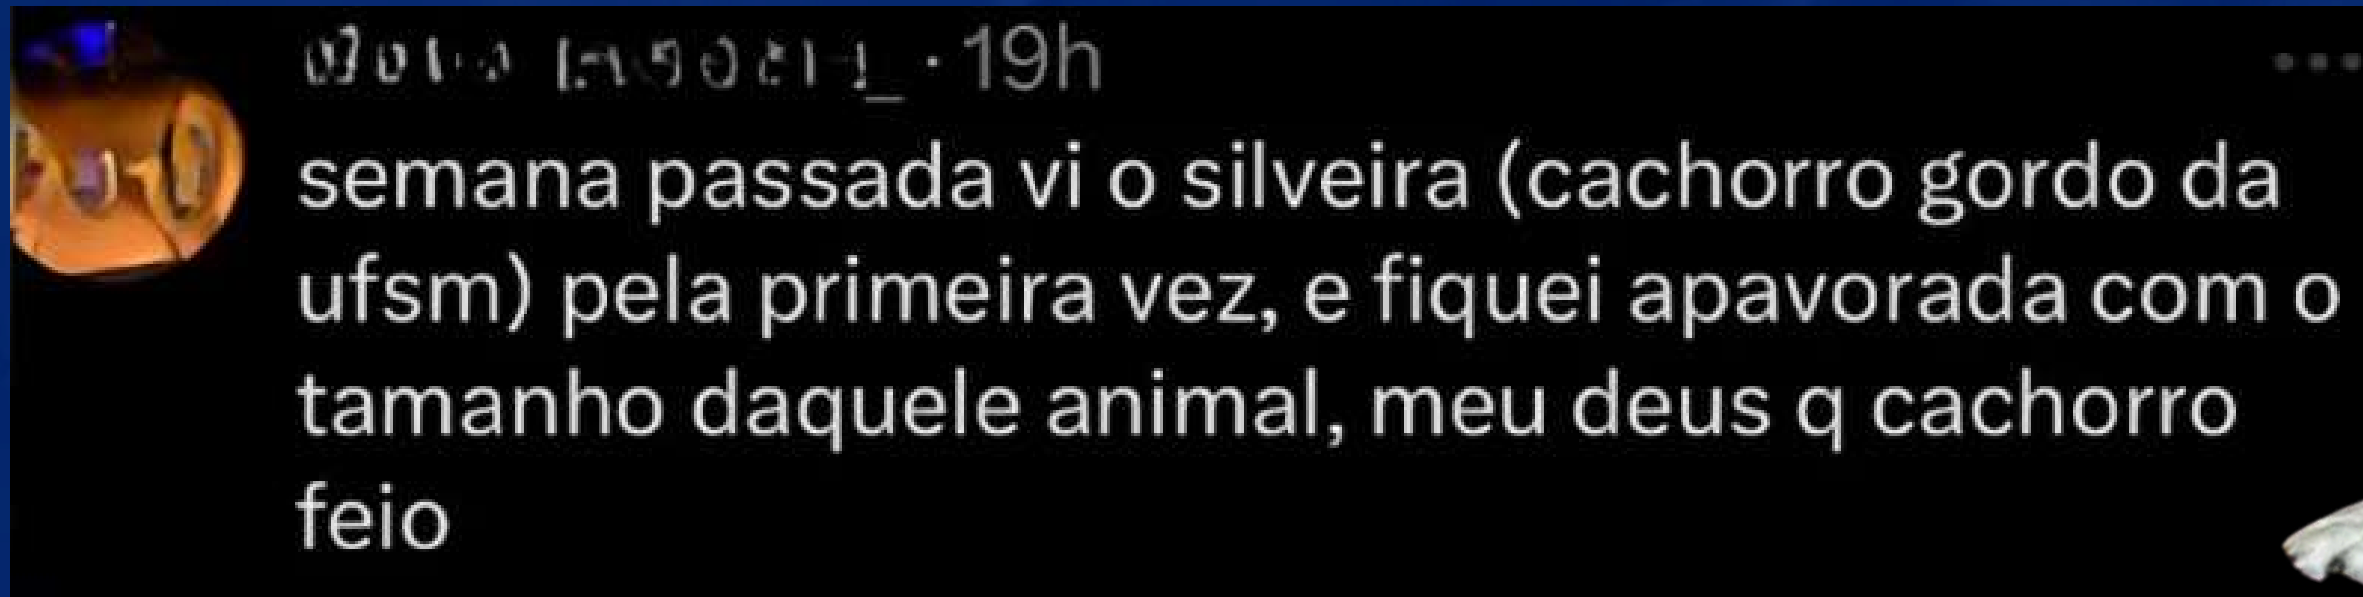 · 19h
semana passada vi o silveira (cachorro gordo da
ufsm) pela primeira vez, e fiquei apavorada com o
tamanho daquele animal, meu deus q cachorro
feio